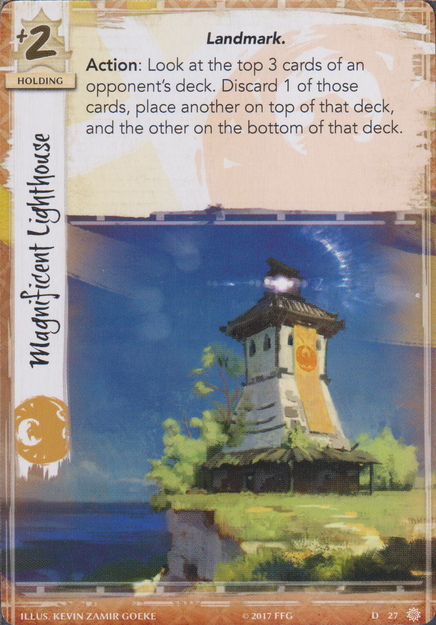 +2
HOLDING
Landmark.
Action: Look at the top 3 cards of an
opponent's deck. Discard 1 of those
cards, place another on top of that deck,
and the other on the bottom of that deck.
Magnificent Lighthouse
ILLUS. KEVIN ZAMIR GOEKE © 2017 FFG D 27